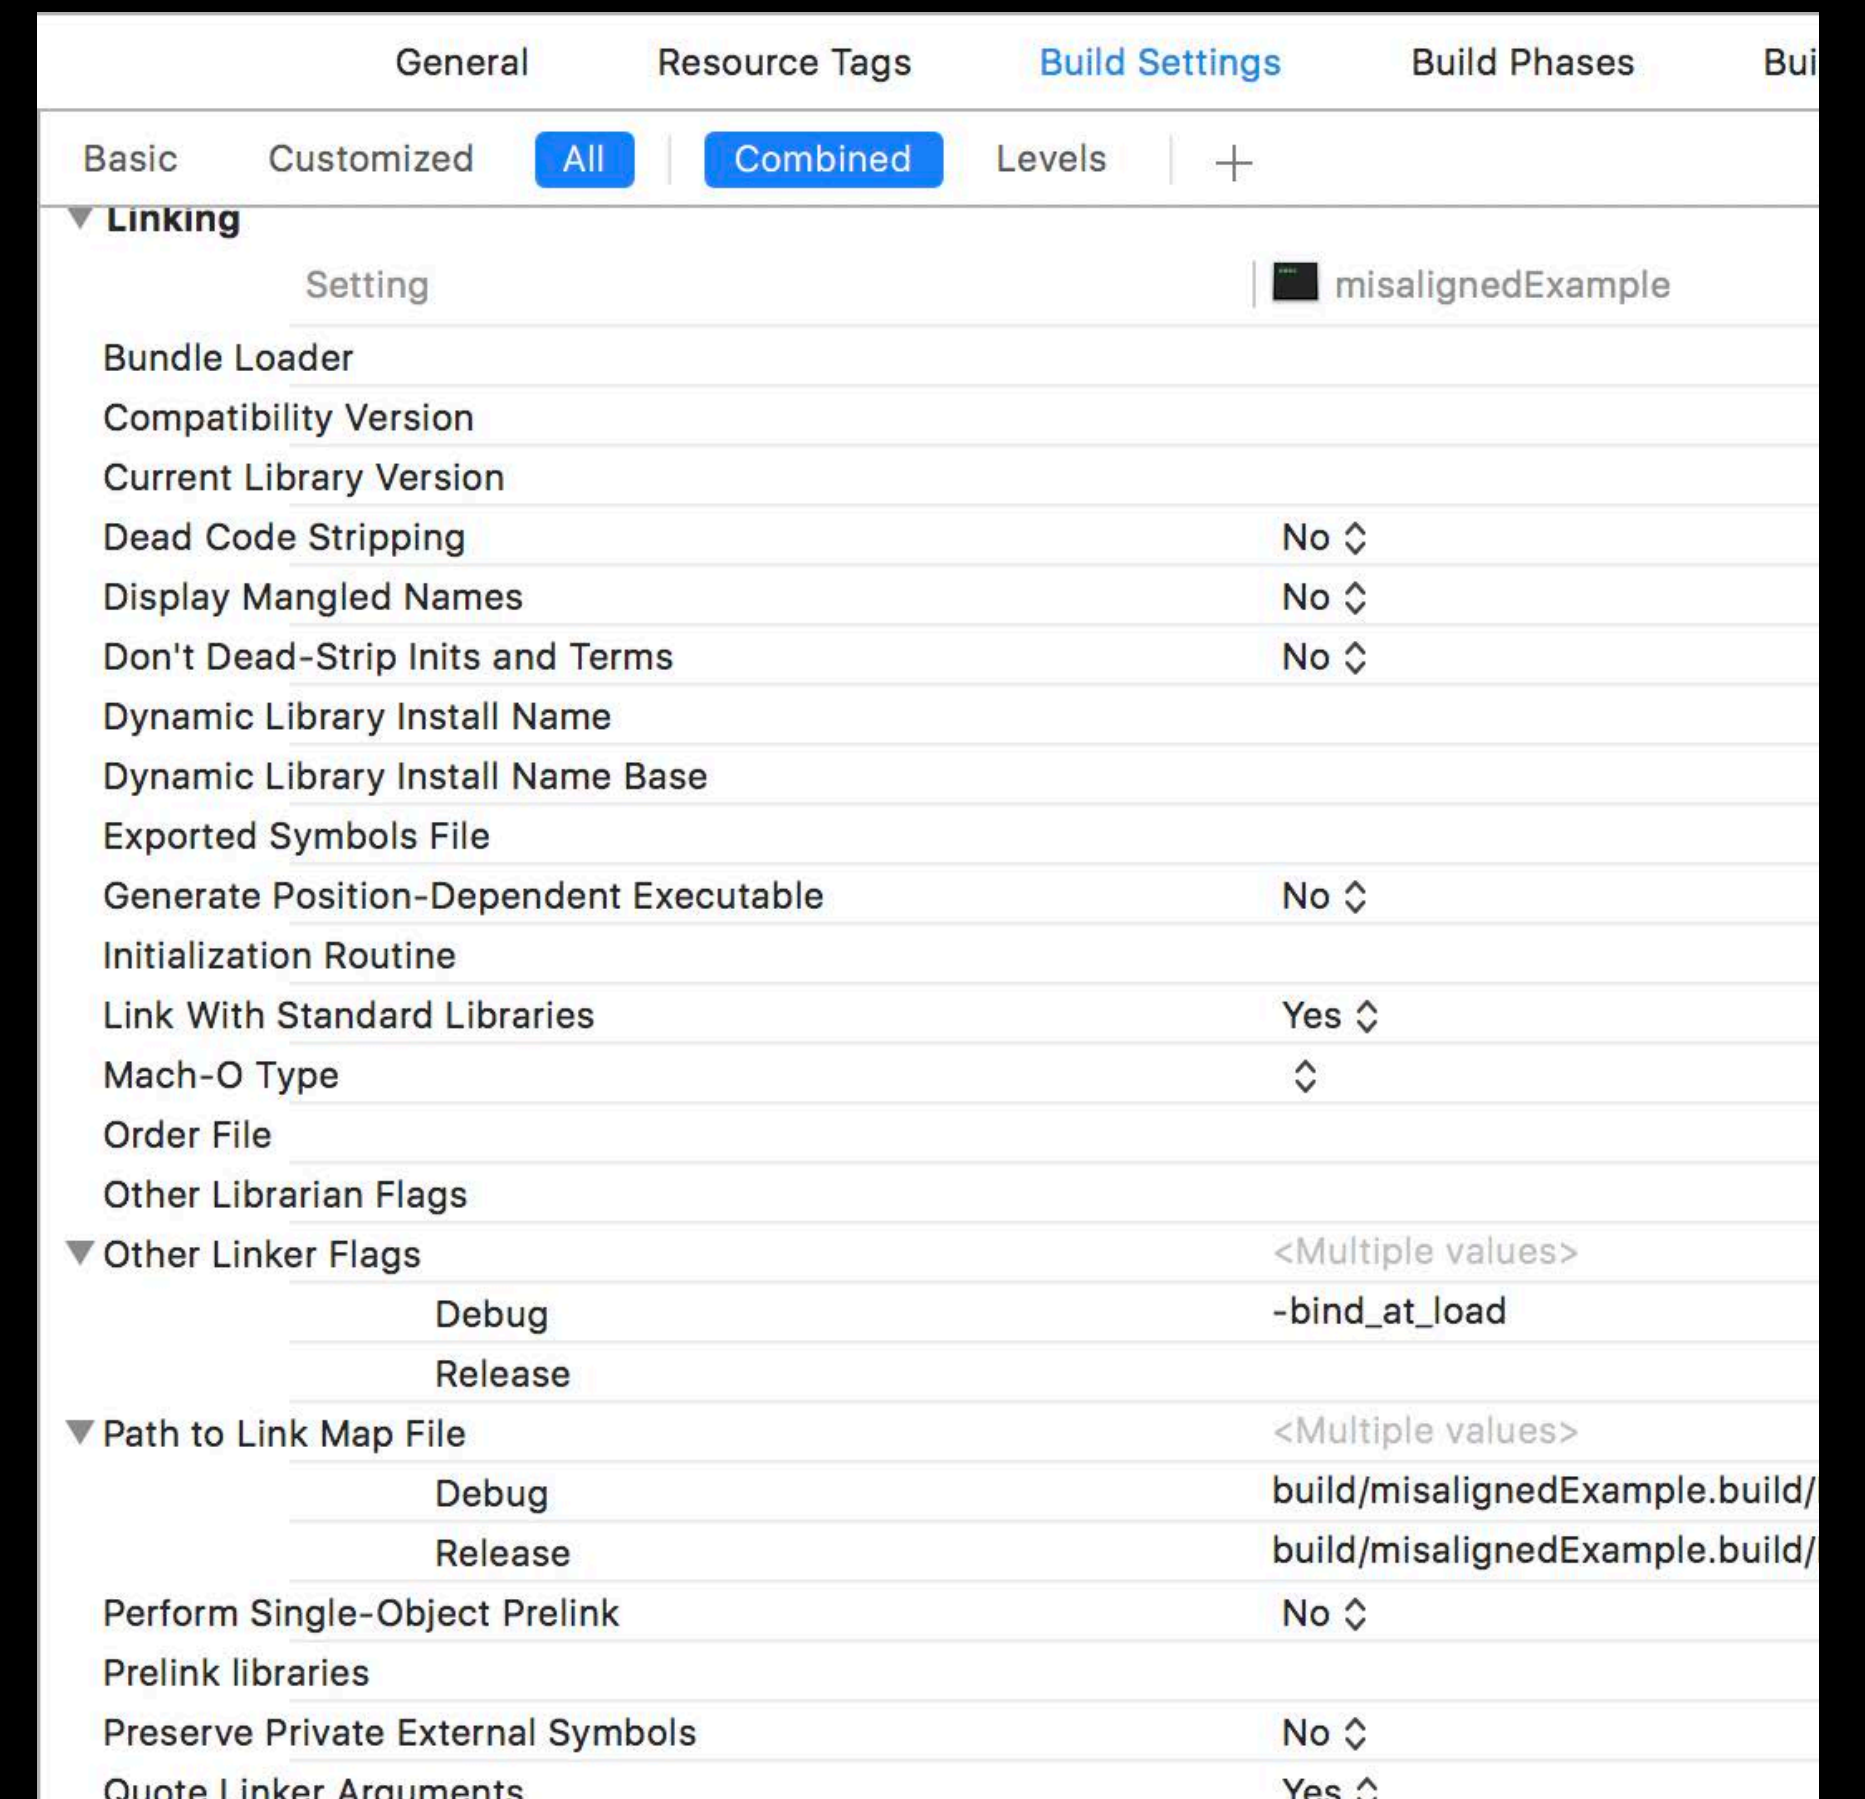 General Resource Tags Build Settings Build Phases Bui
Basic Customized All Combined Levels +
Linking
Setting misalignedExample
Bundle Loader
Compatibility Version
Current Library Version
Dead Code Stripping No
Display Mangled Names No
Don't Dead-Strip Inits and Terms No
Dynamic Library Install Name
Dynamic Library Install Name Base
Exported Symbols File
Generate Position-Dependent Executable No
Initialization Routine
Link With Standard Libraries Yes
Mach-O Type
Order File
Other Librarian Flags
Other Linker Flags <Multiple values>
Debug -bind_at_load
Release
Path to Link Map File <Multiple values>
Debug build/misalignedExample.build/
Release build/misalignedExample.build/
Perform Single-Object Prelink No
Prelink libraries
Preserve Private External Symbols No
Quote Linker Arguments Yes